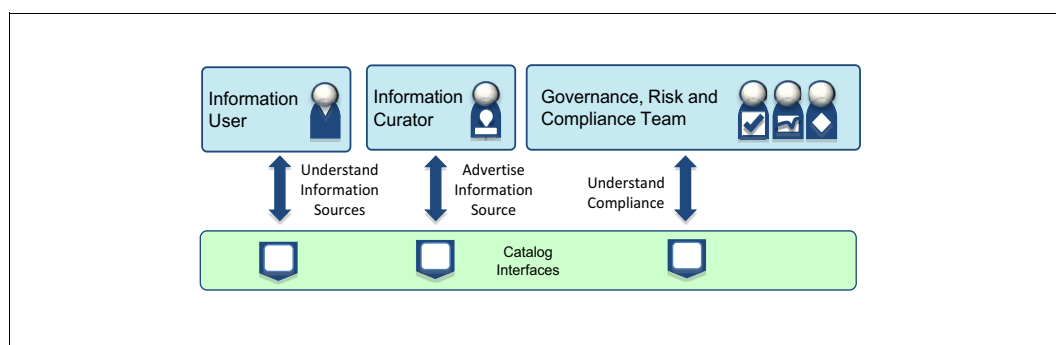 Information
User
Information
Curator
Governance, Risk and
Compliance Team
Understand
Information
Sources
Advertise
Information
Source
Understand
Compliance
Catalog
Interfaces